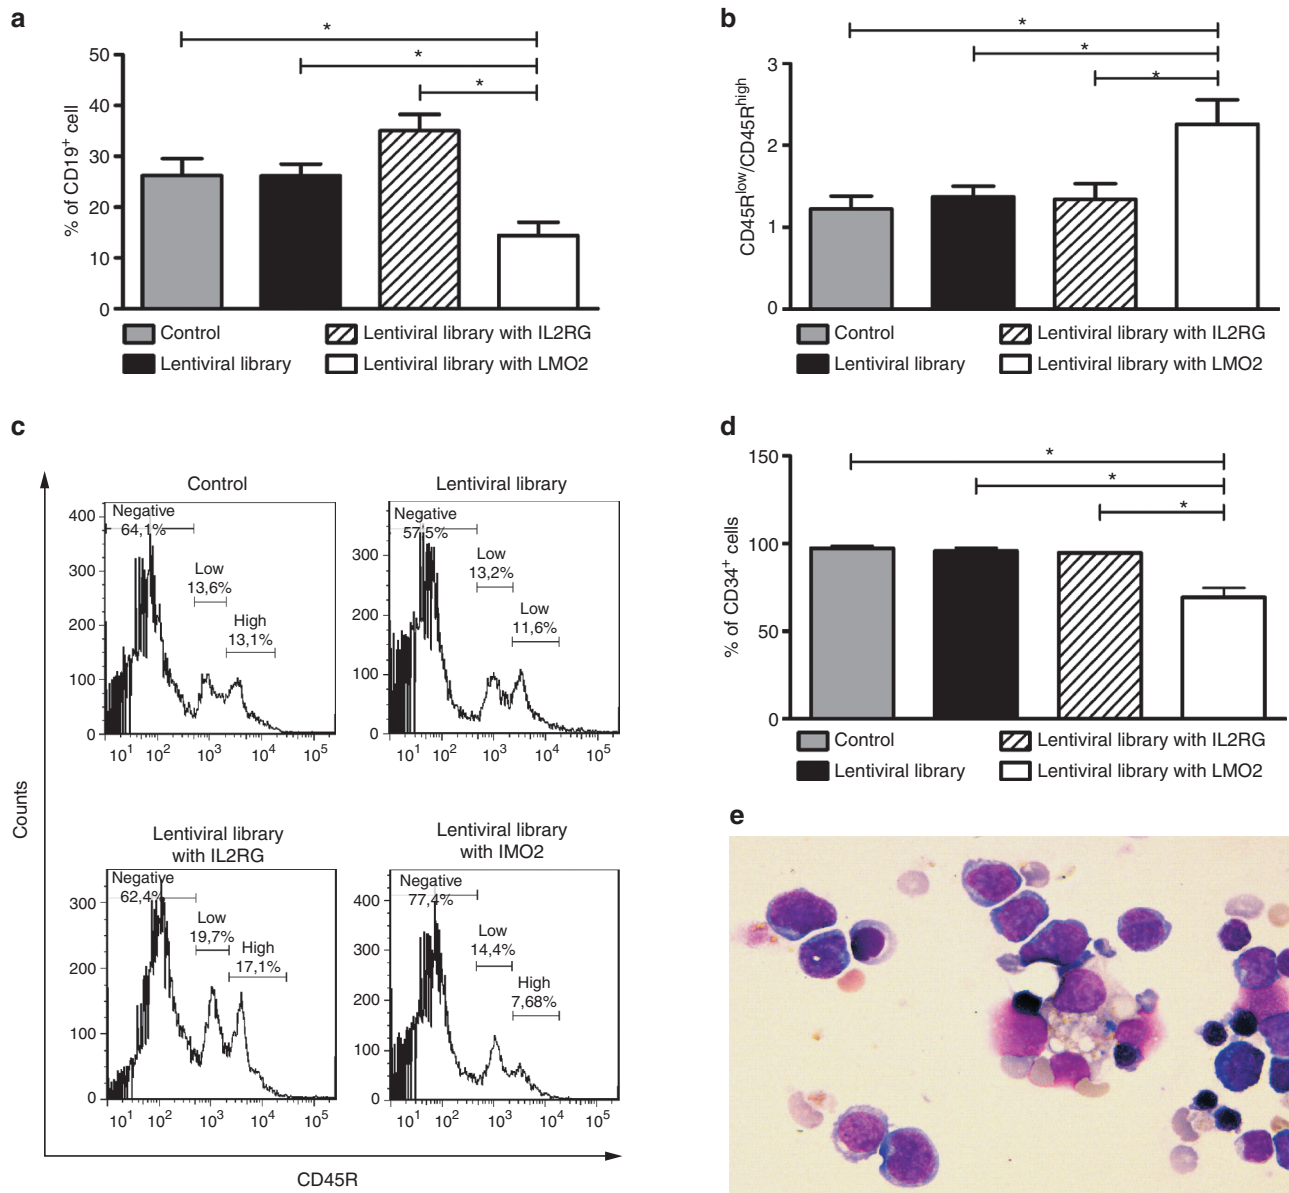 a
*
*
*
50
40
30
20
10
0
% of CD19+ cell
Control
Lentiviral library with IL2RG
Lentiviral library
Lentiviral library with LMO2
b
*
*
*
3
2
1
0
CD45Rlow/CD45Rhigh
Control
Lentiviral library with IL2RG
Lentiviral library
Lentiviral library with LMO2
c
Counts
Control
Negative
64,1%
Low
13,6%
High
13,1%
400
300
200
100
0
10¹ 10² 10³ 10⁴ 10⁵
Lentiviral library
Negative
57,5%
Low
13,2%
Low
11,6%
300
200
100
0
10¹ 10² 10³ 10⁴ 10⁵
Lentiviral library
with IL2RG
Negative
62,4%
Low
19,7%
High
17,1%
300
200
100
0
10¹ 10² 10³ 10⁴ 10⁵
Lentiviral library
with IMO2
Negative
77,4%
Low
14,4%
High
7,68%
400
300
200
100
0
10¹ 10² 10³ 10⁴ 10⁵
CD45R
d
*
*
*
150
100
50
0
% of CD34+ cells
Control
Lentiviral library with IL2RG
Lentiviral library
Lentiviral library with LMO2
e